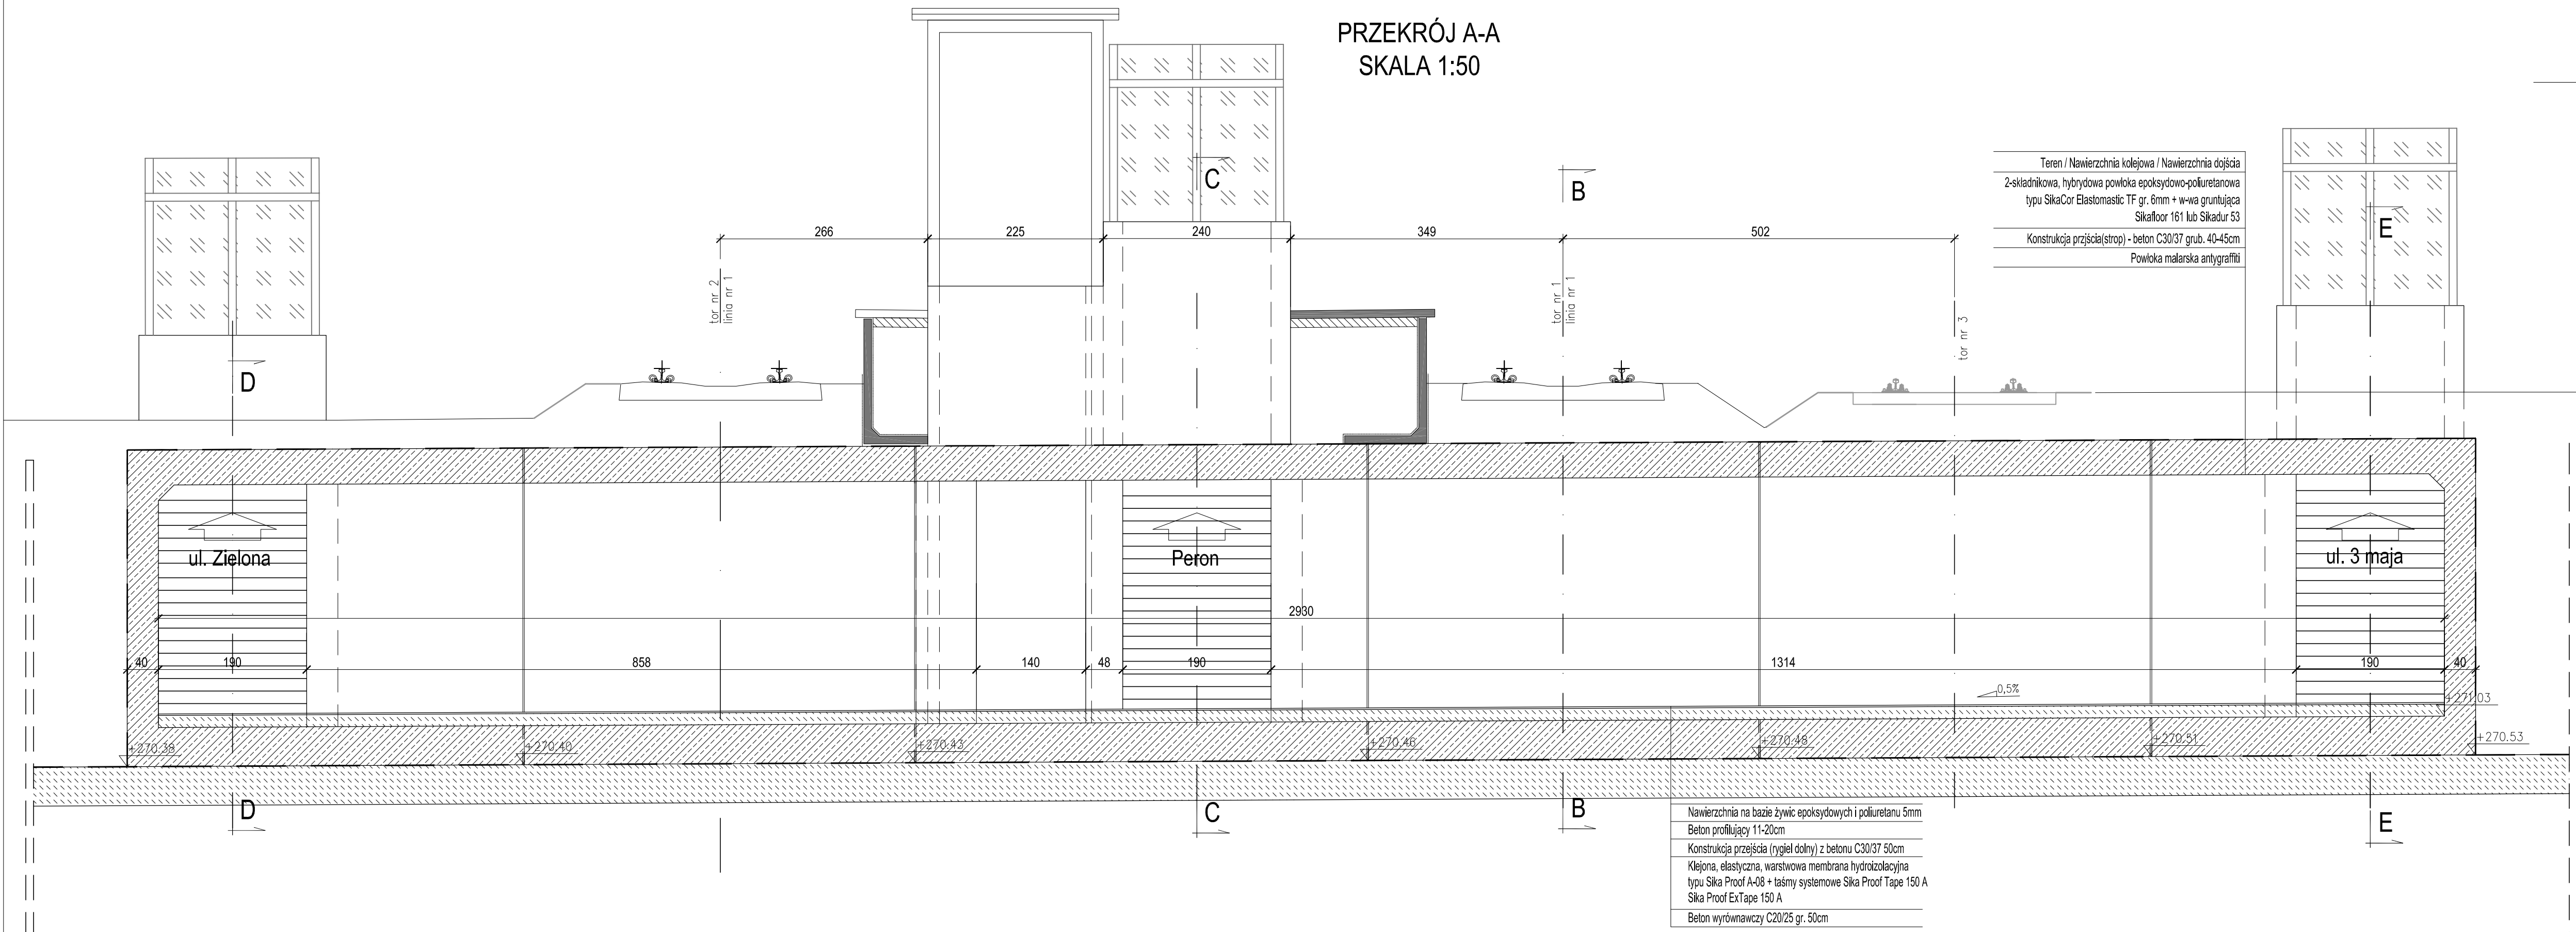 PRZEKRÓJ A-A
SKALA 1:50
Teren / Nawierzchnia kolejowa / Nawierzchnia dojścia
2-składnikowa, hybrydowa powłoka epoksydowo-poliuretanowa
typu SikaCor Elastomastic TF gr. 6mm + w-wa gruntująca
Sikafloor 161 lub Sikadur 53
Konstrukcja przjścia(strop) - beton C30/37 grub. 40-45cm
Powłoka malarska antygraffiti
C
B
E
D
266
225
240
349
502
tor nr 2
linia nr 1
tor nr 1
linia nr 1
tor nr 3
ul. Zielona
Peron
ul. 3 maja
2930
40
190
858
140
48
190
1314
190
40
0,5%
+271.03
+270.38
+270.40
+270.43
+270.46
+270.48
+270.51
+270.53
D
C
B
E
Nawierzchnia na bazie żywic epoksydowych i poliuretanu 5mm
Beton profilujący 11-20cm
Konstrukcja przejścia (rygiel dolny) z betonu C30/37 50cm
Klejona, elastyczna, warstwowa membrana hydroizolacyjna
typu Sika Proof A-08 + taśmy systemowe Sika Proof Tape 150 A
Sika Proof ExTape 150 A
Beton wyrównawczy C20/25 gr. 50cm